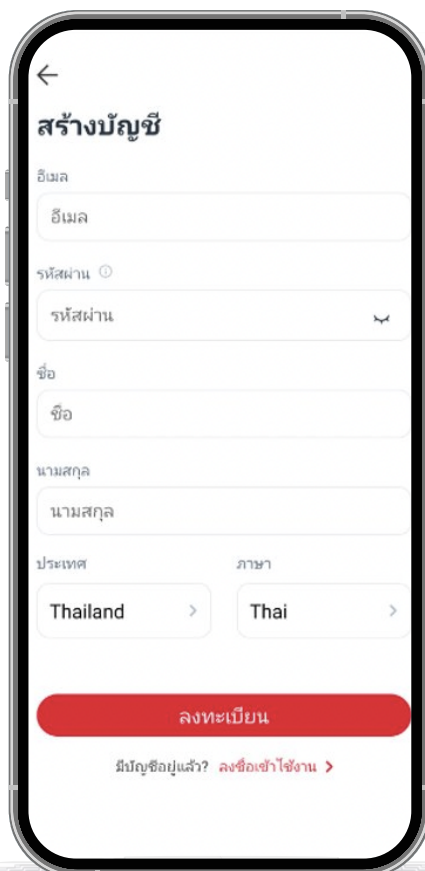 สร้างบัญชี
อีเมล
อีเมล
รหัสผ่าน
รหัสผ่าน
ชื่อ
ชื่อ
นามสกุล
นามสกุล
ประเทศ ภาษา
Thailand Thai
ลงทะเบียน
มีบัญชีอยู่แล้ว? ลงชื่อเข้าใช้งาน